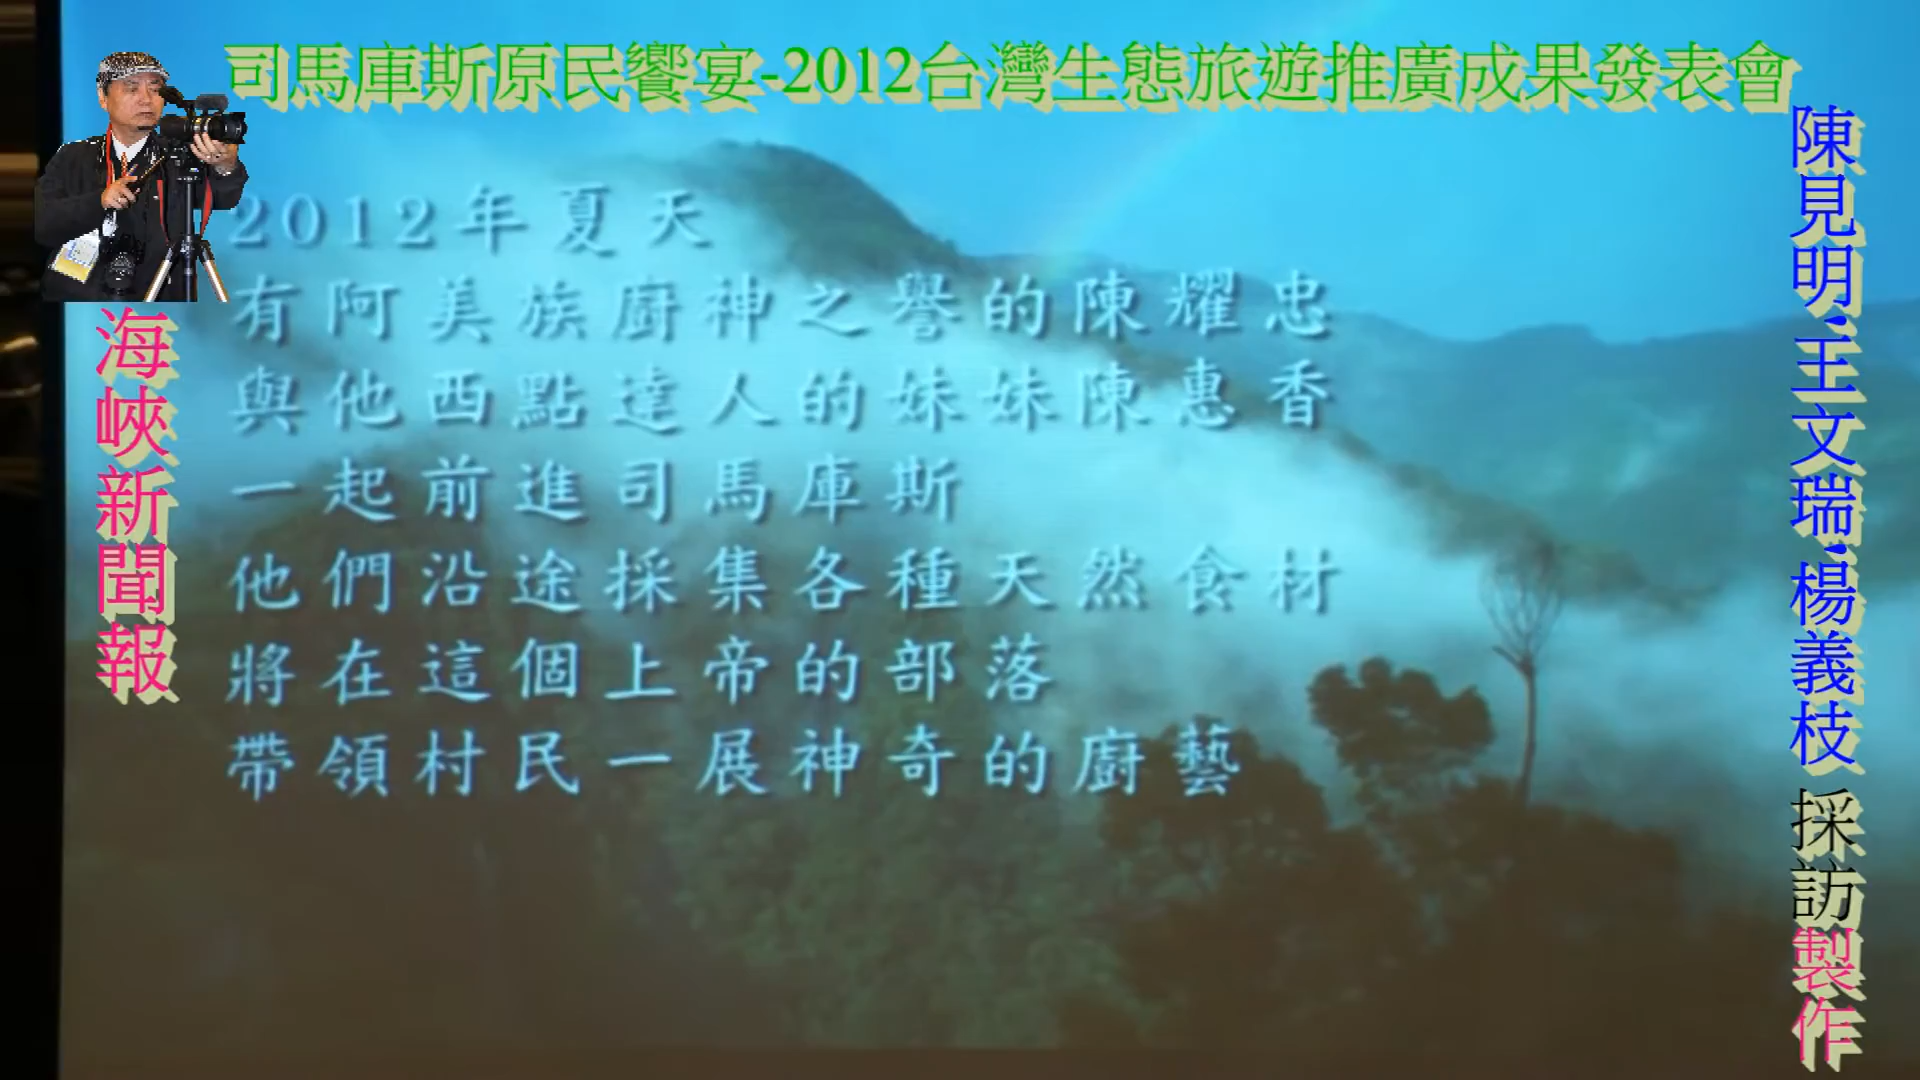 司馬庫斯原民饗宴-2012台灣生態旅遊推廣成果發表會
2012年夏天
有阿美族廚神之譽的陳耀忠
與他西點達人的妹妹陳惠香
一起前進司馬庫斯
他們沿途採集各種天然食材
將在這個上帝的部落
帶領村民一展神奇的廚藝
海峽新聞報
陳見明,王文瑞,楊義枝 採訪製作